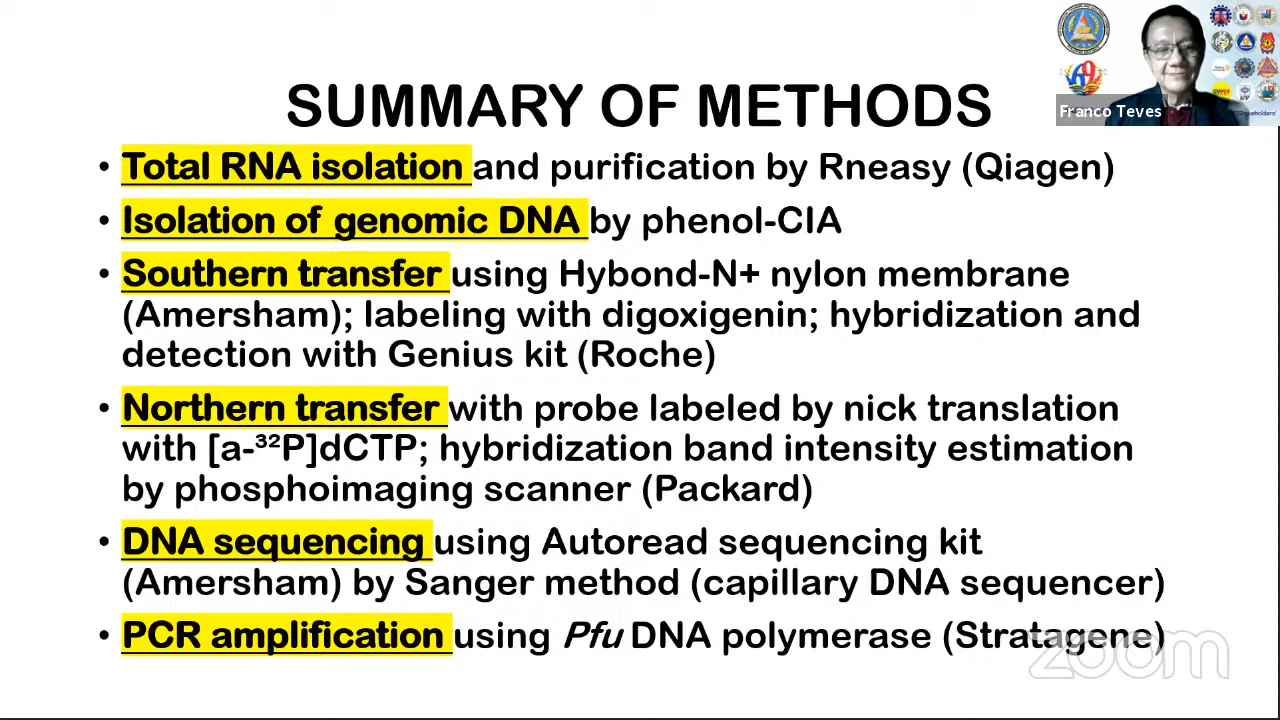 SUMMARY OF METHODS
Franco Teves
• Total RNA isolation and purification by Rneasy (Qiagen)
• Isolation of genomic DNA by phenol-CIA
• Southern transfer using Hybond-N+ nylon membrane
(Amersham); labeling with digoxigenin; hybridization and
detection with Genius kit (Roche)
• Northern transfer with probe labeled by nick translation
with [a-³²P]dCTP; hybridization band intensity estimation
by phosphoimaging scanner (Packard)
• DNA sequencing using Autoread sequencing kit
(Amersham) by Sanger method (capillary DNA sequencer)
• PCR amplification using Pfu DNA polymerase (Stratagene)
zoom